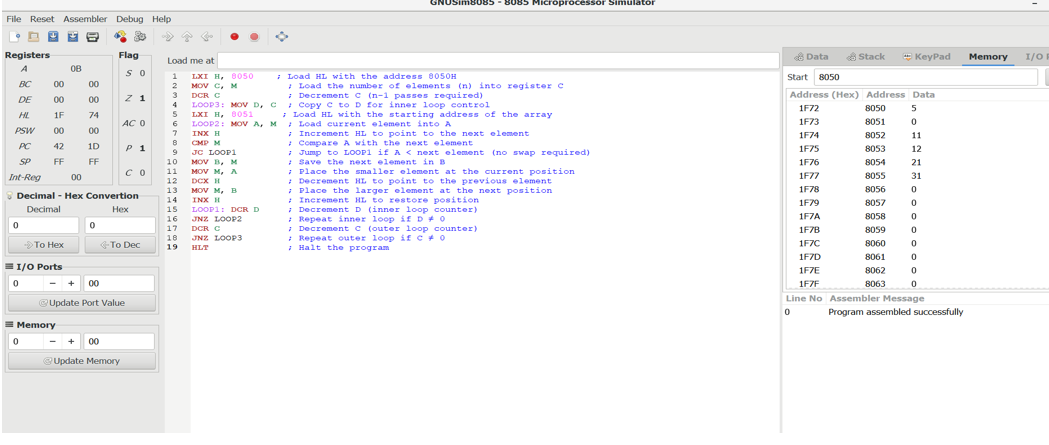 GNUSim8085 - 8085 Microprocessor Simulator
File Reset Assembler Debug Help
Registers
A 0B
BC 00 00
DE 00 00
HL 1F 74
PSW 00 00
PC 42 1D
SP FF FF
Int-Reg 00
Flag
S 0
Z 1
AC 0
P 1
C 0
Decimal - Hex Convertion
Decimal Hex
0 0
To Hex To Dec
I/O Ports
0 - + 00
Update Port Value
Memory
0 - + 00
Update Memory
Load me at
1 LXI H, 8050 ; Load HL with the address 8050H
2 MOV C, M ; Load the number of elements (n) into register C
3 DCR C ; Decrement C (n-1 passes required)
4 LOOP3: MOV D, C ; Copy C to D for inner loop control
5 LXI H, 8051 ; Load HL with the starting address of the array
6 LOOP2: MOV A, M ; Load current element into A
7 INX H ; Increment HL to point to the next element
8 CMP M ; Compare A with the next element
9 JC LOOP1 ; Jump to LOOP1 if A < next element (no swap required)
10 MOV B, M ; Save the next element in B
11 MOV M, A ; Place the smaller element at the current position
12 DCX H ; Decrement HL to point to the previous element
13 MOV M, B ; Place the larger element at the next position
14 INX H ; Increment HL to restore position
15 LOOP1: DCR D ; Decrement D (inner loop counter)
16 JNZ LOOP2 ; Repeat inner loop if D ≠ 0
17 DCR C ; Decrement C (outer loop counter)
18 JNZ LOOP3 ; Repeat outer loop if C ≠ 0
19 HLT ; Halt the program
Data Stack KeyPad Memory I/O
Start 8050
Address (Hex) Address Data
1F72 8050 5
1F73 8051 0
1F74 8052 11
1F75 8053 12
1F76 8054 21
1F77 8055 31
1F78 8056 0
1F79 8057 0
1F7A 8058 0
1F7B 8059 0
1F7C 8060 0
1F7D 8061 0
1F7E 8062 0
1F7F 8063 0
Line No Assembler Message
0 Program assembled successfully